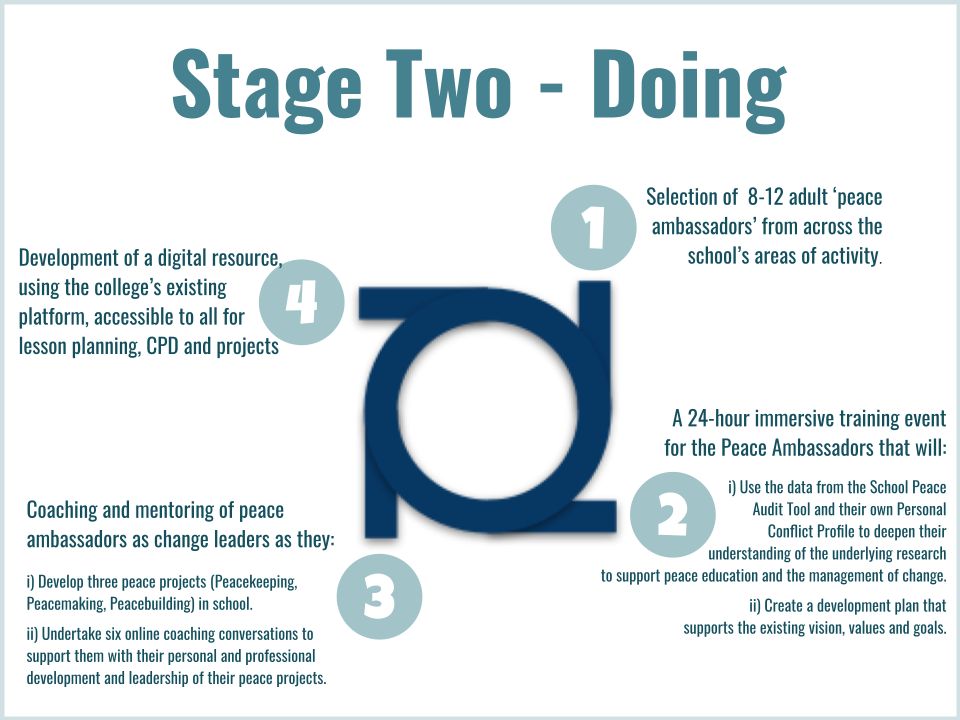 Stage Two - Doing
1
Selection of 8-12 adult ‘peace
ambassadors’ from across the
school’s areas of activity.
2
A 24-hour immersive training event
for the Peace Ambassadors that will:
i) Use the data from the School Peace
Audit Tool and their own Personal
Conflict Profile to deepen their
understanding of the underlying research
to support peace education and the management of change.
ii) Create a development plan that
supports the existing vision, values and goals.
3
Coaching and mentoring of peace
ambassadors as change leaders as they:
i) Develop three peace projects (Peacekeeping,
Peacemaking, Peacebuilding) in school.
ii) Undertake six online coaching conversations to
support them with their personal and professional
development and leadership of their peace projects.
4
Development of a digital resource,
using the college’s existing
platform, accessible to all for
lesson planning, CPD and projects